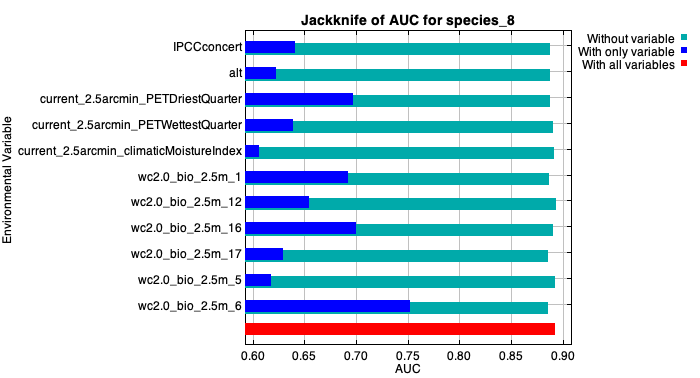 Jackknife of AUC for species_8
Without variable
With only variable
With all variables
Environmental Variable
IPCCconcert
alt
current_2.5arcmin_PETDriestQuarter
current_2.5arcmin_PETWettestQuarter
current_2.5arcmin_climaticMoistureIndex
wc2.0_bio_2.5m_1
wc2.0_bio_2.5m_12
wc2.0_bio_2.5m_16
wc2.0_bio_2.5m_17
wc2.0_bio_2.5m_5
wc2.0_bio_2.5m_6
0.60 0.65 0.70 0.75 0.80 0.85 0.90
AUC